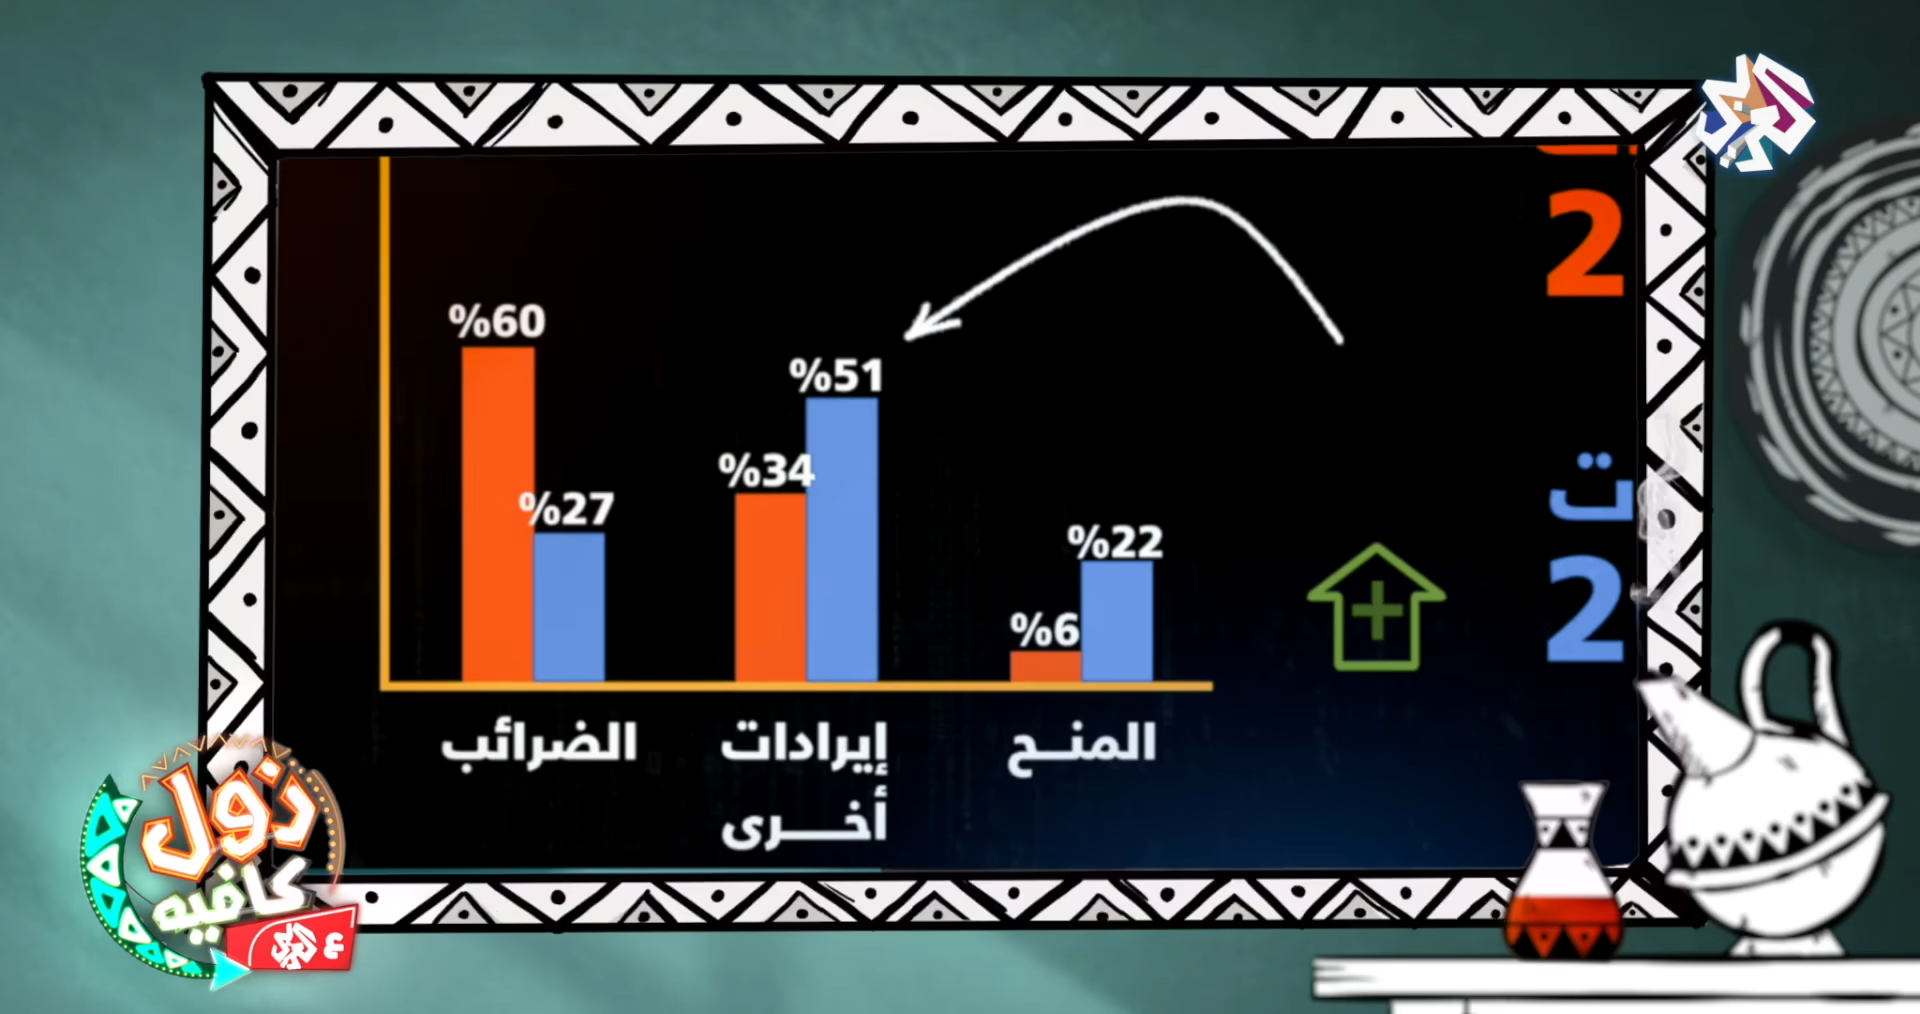 2
%60
%51
%34
%27
%22
%6
ت
2
الضرائب
إيرادات
أخرى
المنح
زول
كافيه
ع